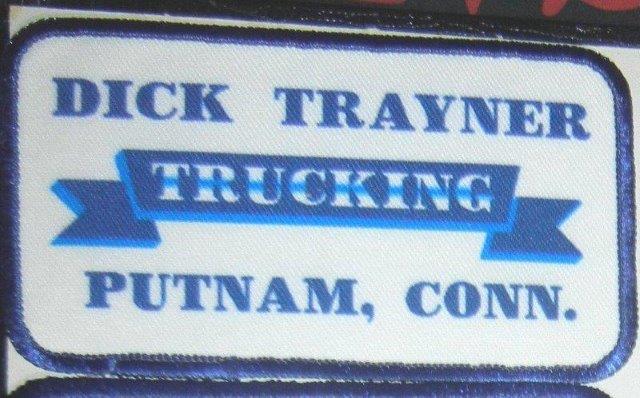 DICK TRAYNER
TRUCKING
PUTNAM, CONN.